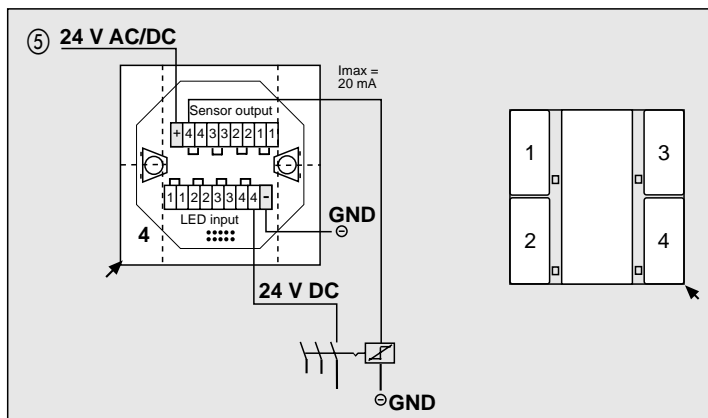 ⑤ 24 V AC/DC
Imax =
20 mA
Sensor output
+ 4 4 3 3 2 2 1 1
1 1 2 2 3 3 4 4 -
LED input
4
GND
⊖
24 V DC
⊖ GND
1 3
2 4